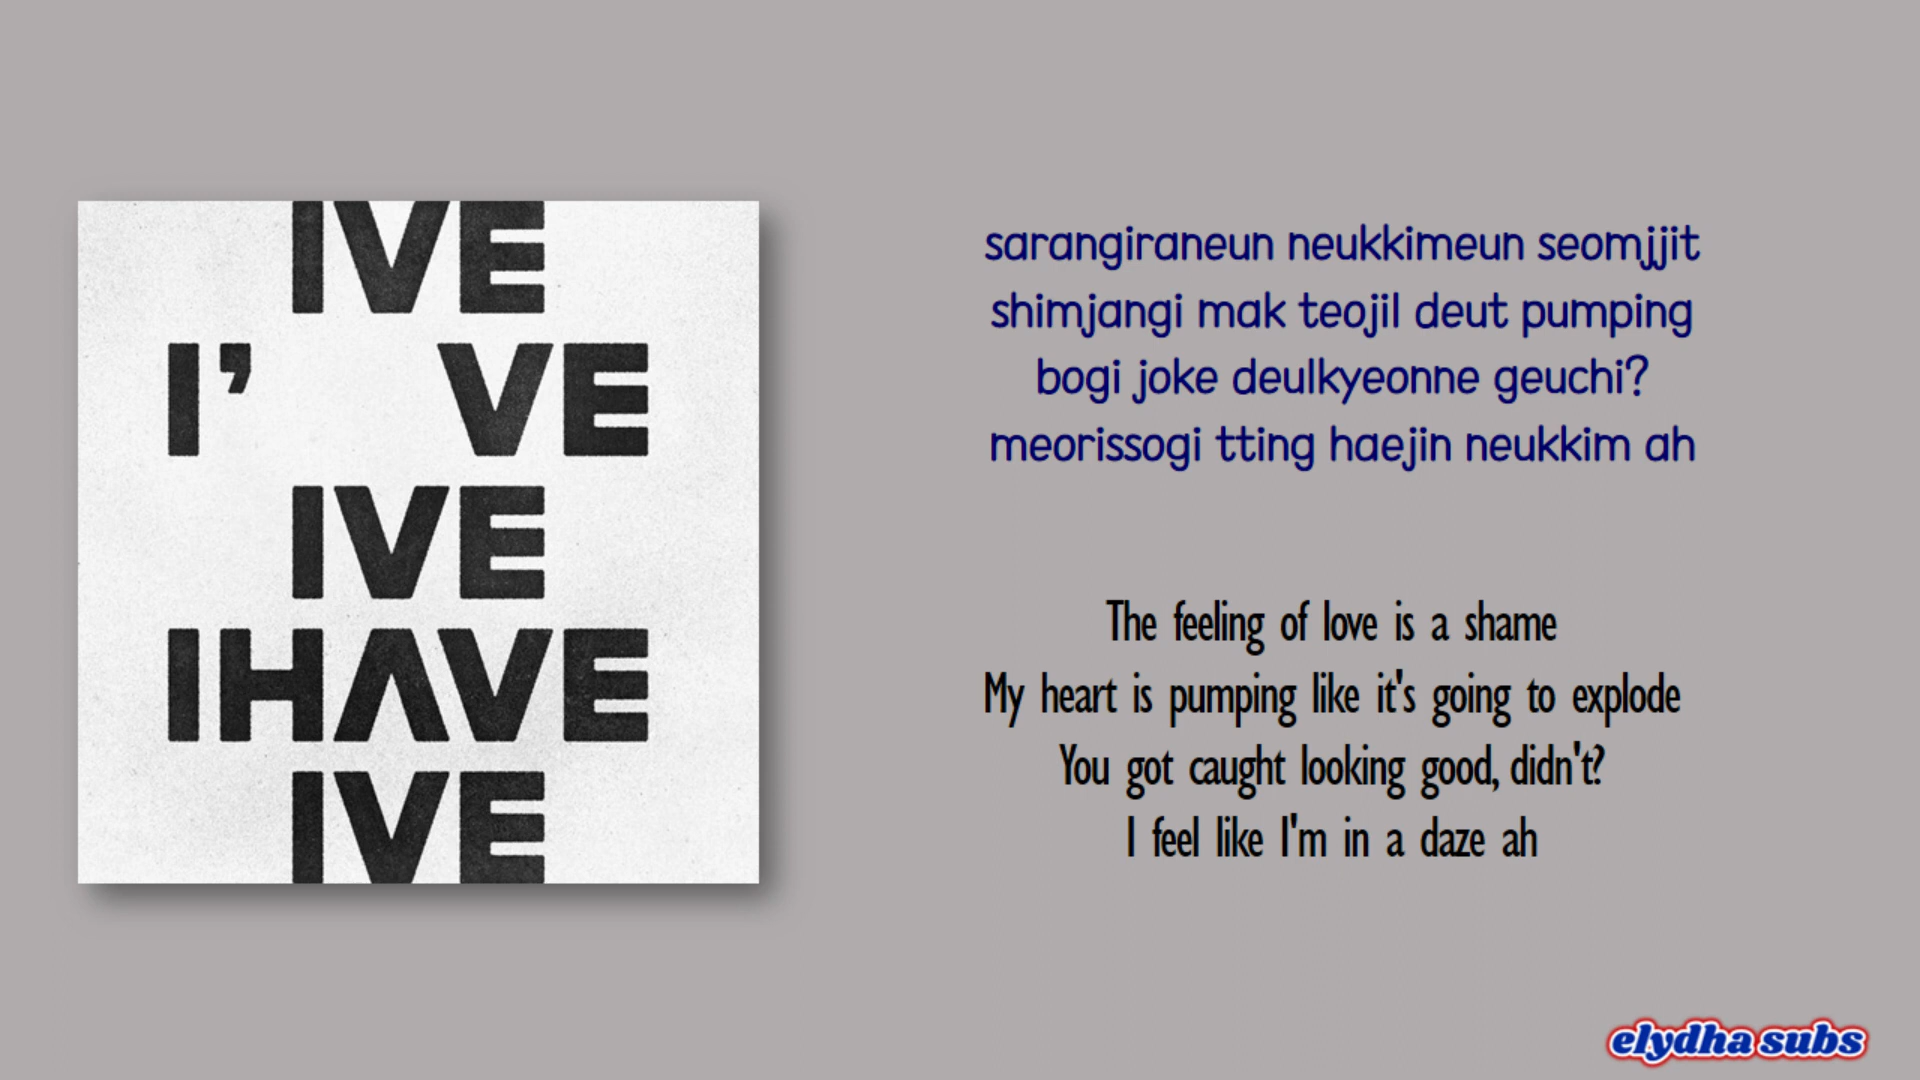 IVE
I' VE
IVE
IHΛVE
IVE
sarangiraneun neukkimeun seomjjit
shimjangi mak teojil deut pumping
bogi joke deulkyeonne geuchi?
meorissogi tting haejin neukkim ah
The feeling of love is a shame
My heart is pumping like it's going to explode
You got caught looking good, didn't?
I feel like I'm in a daze ah
elydha subs